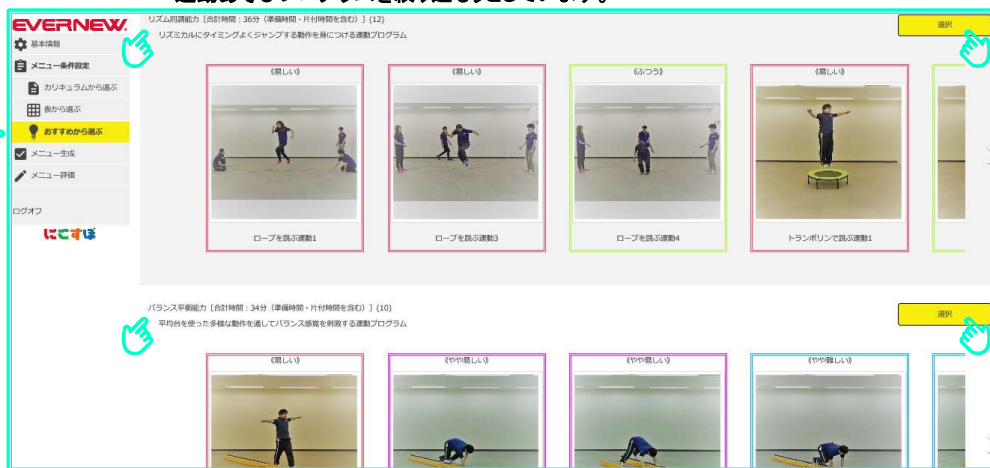 EVERNEW.
基本情報
メニュー条件設定
カリキュラムから選ぶ
表から選ぶ
おすすめから選ぶ
メニュー生成
メニュー評価
ログオフ
にこすぽ
リズム同調能力［合計時間：36分（準備時間・片付時間を含む）］(12)
リズミカルにタイミングよくジャンプする動作を身につける運動プログラム
選択
《易しい》
《易しい》
《ふつう》
《易しい》
ロープを跳ぶ運動1
ロープを跳ぶ運動3
ロープを跳ぶ運動4
トランポリンで跳ぶ運動1
バランス平衡能力［合計時間：34分（準備時間・片付時間を含む）］(10)
平均台を使った多様な動作を通してバランス感覚を刺激する運動プログラム
選択
《易しい》
《やや易しい》
《やや易しい》
《やや難しい》